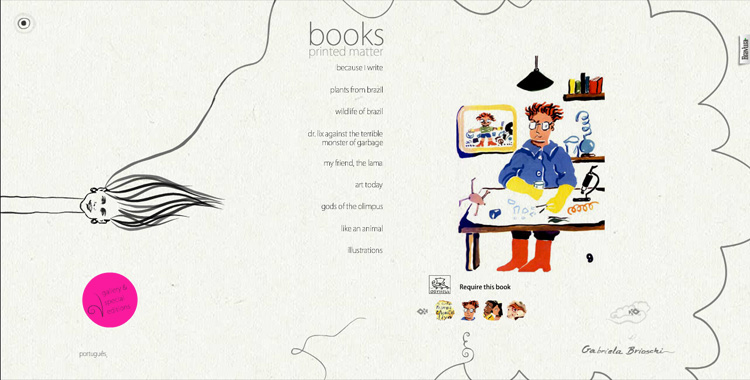 books
printed matter
because i write
plants from brazil
wildlife of brazil
dr. lix against the terrible
monster of garbage
my friend, the lama
art today
gods of the olimpus
like an animal
illustrations
Require this book
português
Gabriela Brioschi